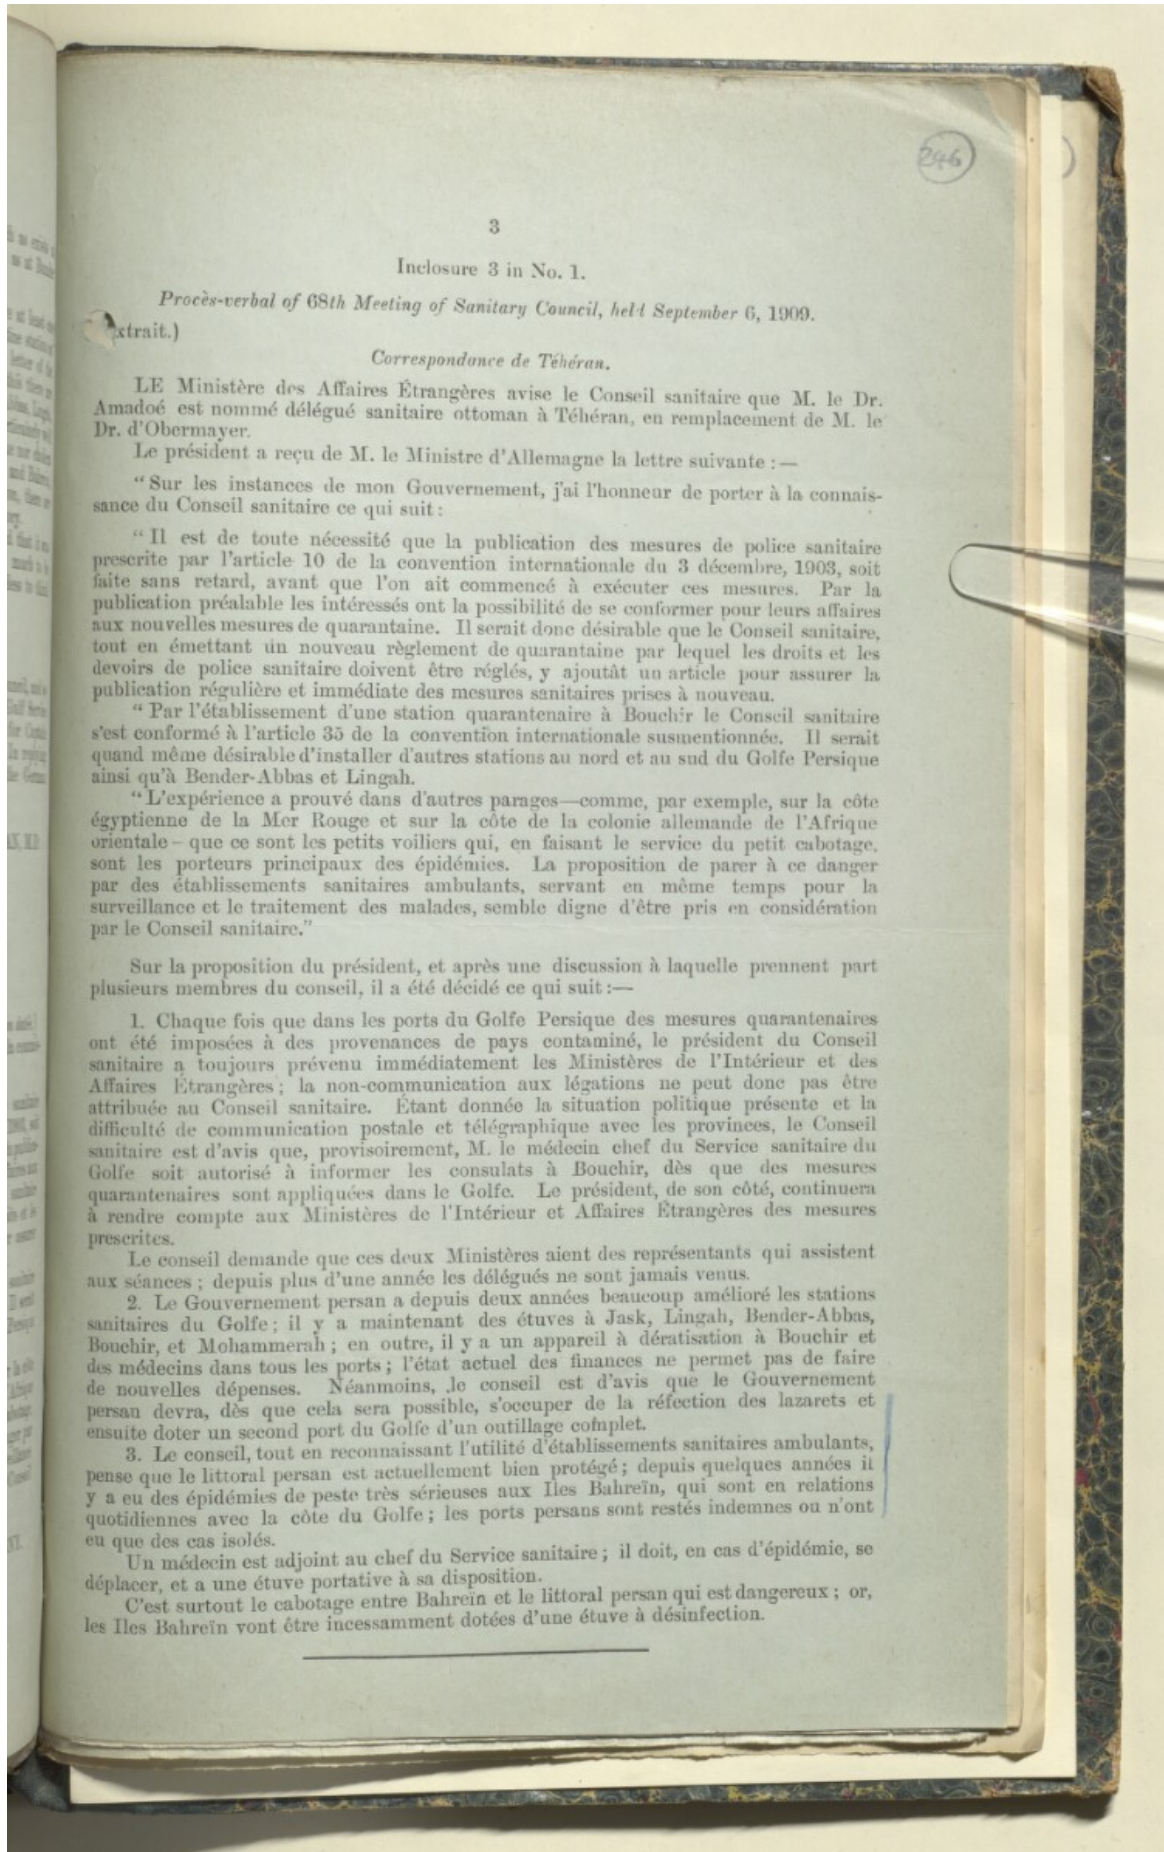 246
3
Inclosure 3 in No. 1.
Procès-verbal of 68th Meeting of Sanitary Council, held September 6, 1909.
xtrait.)
Correspondance de Téhéran.
LE Ministère des Affaires Étrangères avise le Conseil sanitaire que M. le Dr.
Amadoé est nommé délégué sanitaire ottoman à Téhéran, en remplacement de M. le
Dr. d'Obermayer.
Le président a reçu de M. le Ministre d'Allemagne la lettre suivante :—
"Sur les instances de mon Gouvernement, j'ai l'honneur de porter à la connais-
sance du Conseil sanitaire ce qui suit :
"Il est de toute nécessité que la publication des mesures de police sanitaire
prescrite par l'article 10 de la convention internationale du 3 décembre, 1903, soit
faite sans retard, avant que l'on ait commencé à exécuter ces mesures. Par la
publication préalable les intéressés ont la possibilité de se conformer pour leurs affaires
aux nouvelles mesures de quarantaine. Il serait donc désirable que le Conseil sanitaire,
tout en émettant un nouveau règlement de quarantaine par lequel les droits et les
devoirs de police sanitaire doivent être réglés, y ajoutât un article pour assurer la
publication régulière et immédiate des mesures sanitaires prises à nouveau.
"Par l'établissement d'une station quarantenaire à Bouchir le Conseil sanitaire
s'est conformé à l'article 35 de la convention internationale susmentionnée. Il serait
quand même désirable d'installer d'autres stations au nord et au sud du Golfe Persique
ainsi qu'à Bender-Abbas et Lingah.
"L'expérience a prouvé dans d'autres parages—comme, par exemple, sur la côte
égyptienne de la Mer Rouge et sur la côte de la colonie allemande de l'Afrique
orientale—que ce sont les petits voiliers qui, en faisant le service du petit cabotage,
sont les porteurs principaux des épidémies. La proposition de parer à ce danger
par des établissements sanitaires ambulants, servant en même temps pour la
surveillance et le traitement des malades, semble digne d'être pris en considération
par le Conseil sanitaire."
Sur la proposition du président, et après une discussion à laquelle prennent part
plusieurs membres du conseil, il a été décidé ce qui suit :—
1. Chaque fois que dans les ports du Golfe Persique des mesures quarantenaires
ont été imposées à des provenances de pays contaminé, le président du Conseil
sanitaire a toujours prévenu immédiatement les Ministères de l'Intérieur et des
Affaires Étrangères ; la non-communication aux légations ne peut donc pas être
attribuée au Conseil sanitaire. Étant donnée la situation politique présente et la
difficulté de communication postale et télégraphique avec les provinces, le Conseil
sanitaire est d'avis que, provisoirement, M. le médecin chef du Service sanitaire du
Golfe soit autorisé à informer les consulats à Bouchir, dès que des mesures
quarantenaires sont appliquées dans le Golfe. Le président, de son côté, continuera
à rendre compte aux Ministères de l'Intérieur et Affaires Étrangères des mesures
prescrites.
Le conseil demande que ces deux Ministères aient des représentants qui assistent
aux séances ; depuis plus d'une année les délégués ne sont jamais venus.
2. Le Gouvernement persan a depuis deux années beaucoup amélioré les stations
sanitaires du Golfe ; il y a maintenant des étuves à Jask, Lingah, Bender-Abbas,
Bouchir, et Mohammerah ; en outre, il y a un appareil à dératisation à Bouchir et
des médecins dans tous les ports ; l'état actuel des finances ne permet pas de faire
de nouvelles dépenses. Néanmoins, le conseil est d'avis que le Gouvernement
persan devra, dès que cela sera possible, s'occuper de la réfection des lazarets et
ensuite doter un second port du Golfe d'un outillage complet.
3. Le conseil, tout en reconnaissant l'utilité d'établissements sanitaires ambulants,
pense que le littoral persan est actuellement bien protégé ; depuis quelques années il
y a eu des épidémies de peste très sérieuses aux Iles Bahreïn, qui sont en relations
quotidiennes avec la côte du Golfe ; les ports persans sont restés indemnes ou n'ont
eu que des cas isolés.
Un médecin est adjoint au chef du Service sanitaire ; il doit, en cas d'épidémie, se
déplacer, et a une étuve portative à sa disposition.
C'est surtout le cabotage entre Bahreïn et le littoral persan qui est dangereux ; or,
les Iles Bahreïn vont être incessamment dotées d'une étuve à désinfection.